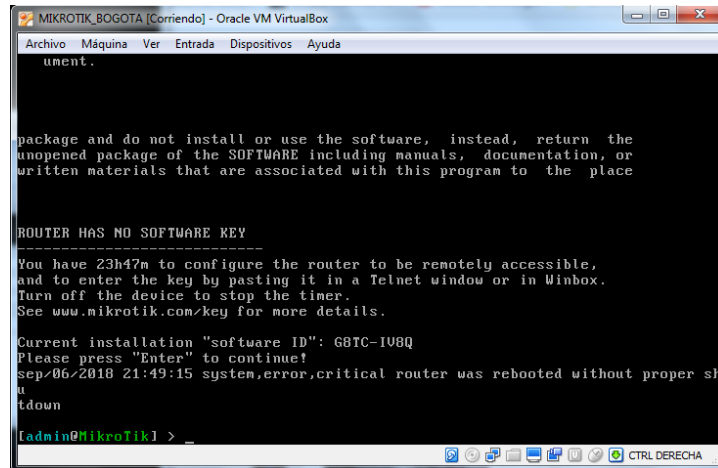 MIKROTIK_BOGOTA [Corriendo] - Oracle VM VirtualBox
Archivo Máquina Ver Entrada Dispositivos Ayuda
ument.
package and do not install or use the software, instead, return the
unopened package of the SOFTWARE including manuals, documentation, or
written materials that are associated with this program to the place
ROUTER HAS NO SOFTWARE KEY
----------------------------
You have 23h47m to configure the router to be remotely accessible,
and to enter the key by pasting it in a Telnet window or in Winbox.
Turn off the device to stop the timer.
See www.mikrotik.com/key for more details.
Current installation "software ID": G8TC-IV8Q
Please press "Enter" to continue!
sep/06/2018 21:49:15 system,error,critical router was rebooted without proper sh
u
tdown
[admin@MikroTik] > _
CTRL DERECHA